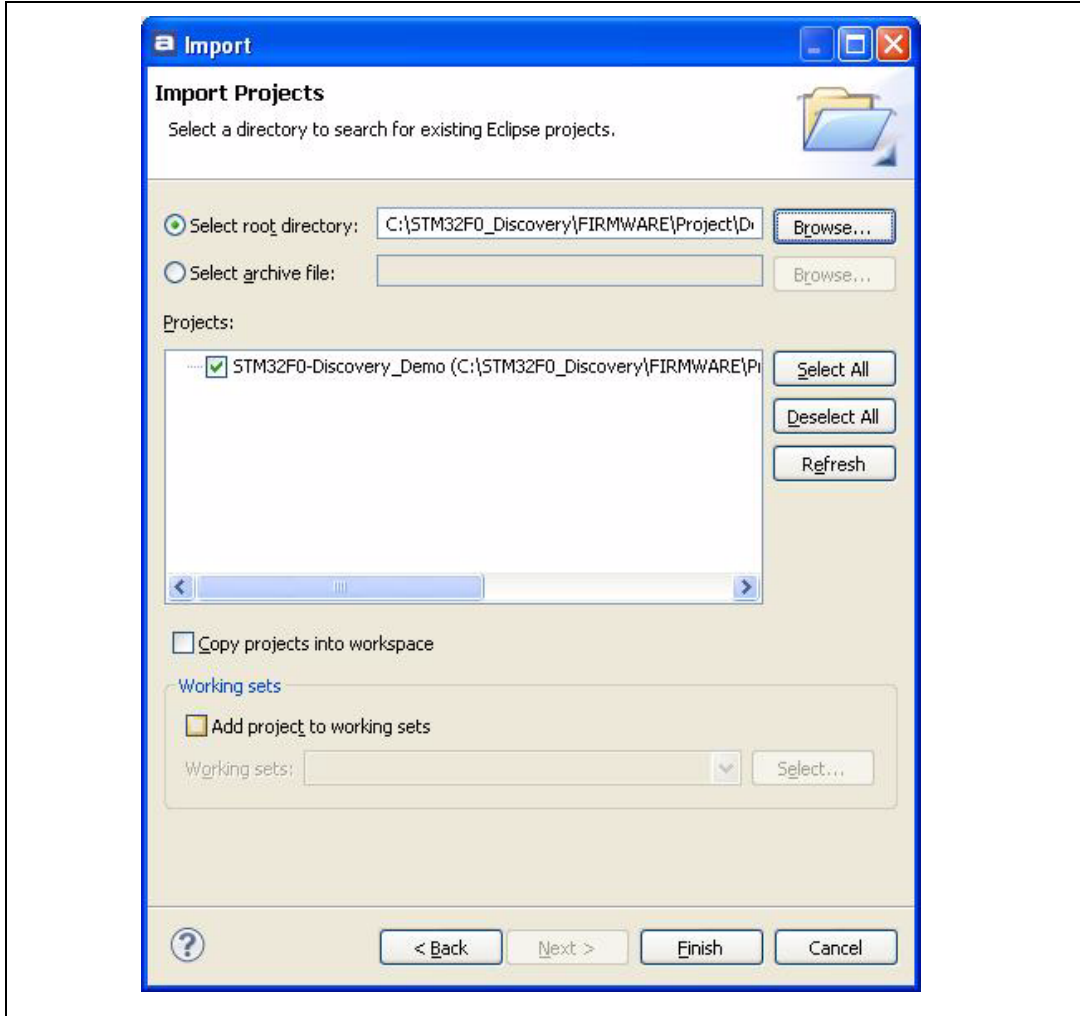 a Import
Import Projects
Select a directory to search for existing Eclipse projects.
Select root directory: C:\STM32F0_Discovery\FIRMWARE\Project\D Browse...
Select archive file: Browse...
Projects:
STM32F0-Discovery_Demo (C:\STM32F0_Discovery\FIRMWARE\P Select All
Deselect All
Refresh
Copy projects into workspace
Working sets
Add project to working sets
Working sets: Select...
? < Back Next > Finish Cancel